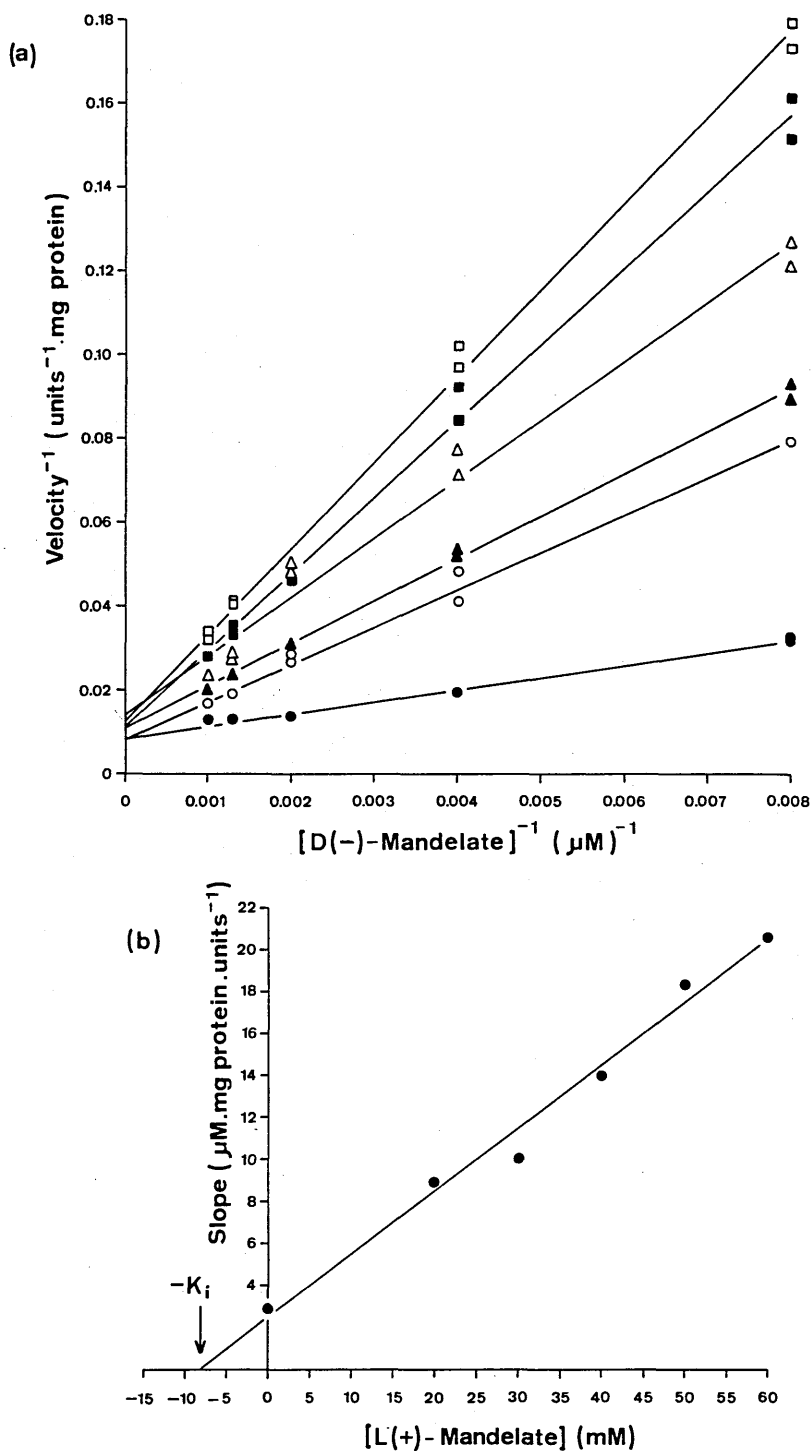 (a)
Velocity⁻¹ (units⁻¹.mg protein)
0.18
0.16
0.14
0.12
0.10
0.08
0.06
0.04
0.02
0
0 0.001 0.002 0.003 0.004 0.005 0.006 0.007 0.008
[D(−)-Mandelate]⁻¹ (µM)⁻¹
(b)
Slope (µM.mg protein.units⁻¹)
22
20
18
16
14
12
10
8
6
4
−Ki
−15 −10 −5 0 5 10 15 20 25 30 35 40 45 50 55 60
[L(+)-Mandelate] (mM)